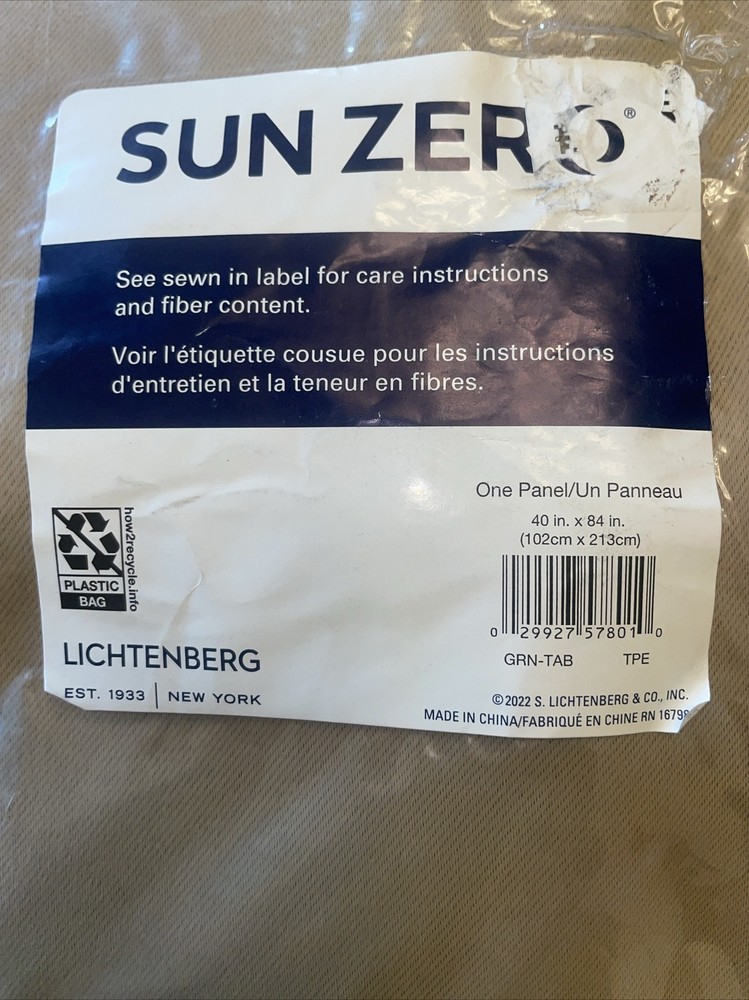 SUN ZERO®
See sewn in label for care instructions
and fiber content.
Voir l'étiquette cousue pour les instructions
d'entretien et la teneur en fibres.
One Panel/Un Panneau
40 in. x 84 in.
(102cm x 213cm)
how2recycle.info
PLASTIC
BAG
0 29927 57801 0
GRN-TAB TPE
LICHTENBERG
EST. 1933 | NEW YORK
©2022 S. LICHTENBERG & CO., INC.
MADE IN CHINA/FABRIQUÉ EN CHINE RN